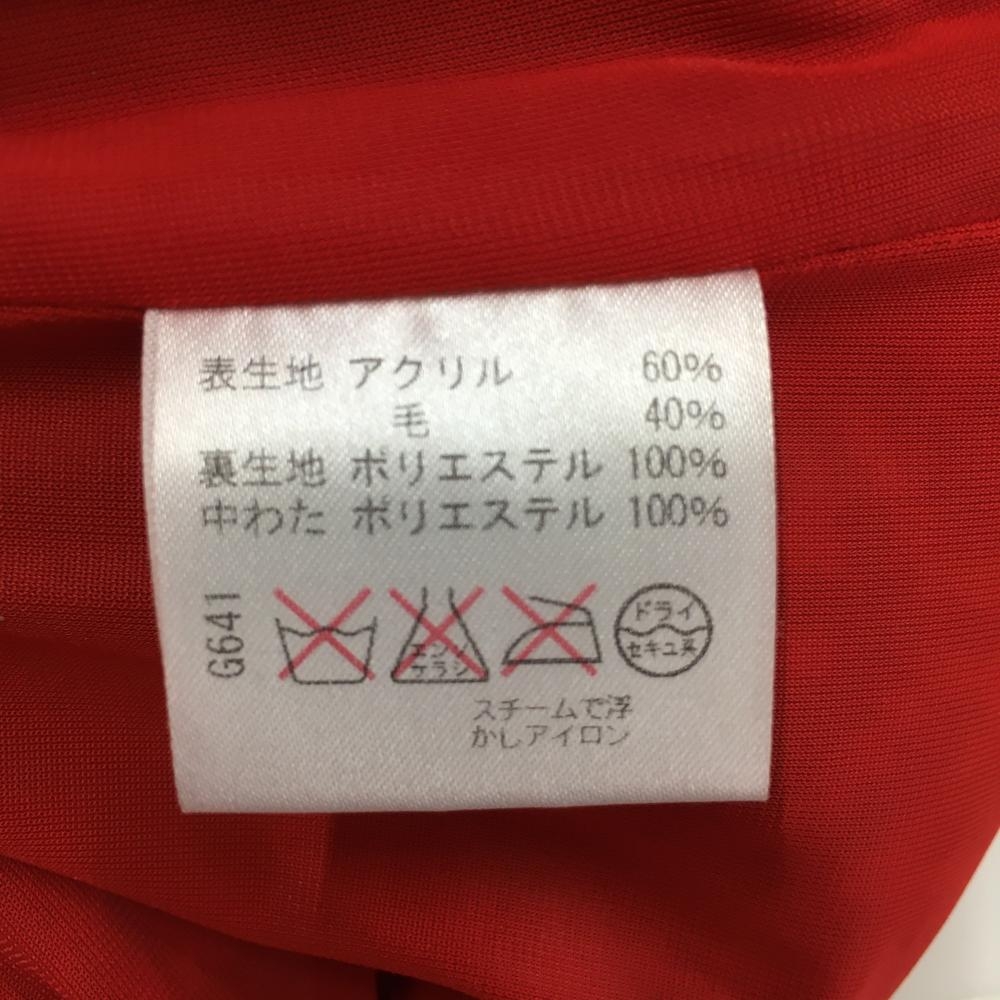 表生地 アクリル 60%
毛 40%
裏生地 ポリエステル 100%
中わた ポリエステル 100%
G641
エンソ
サラシ
ドライ
セキユ系
スチームで浮
かしアイロン